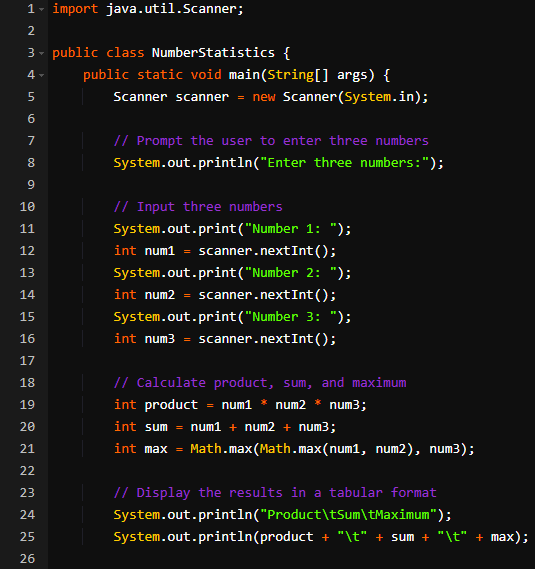 1 import java.util.Scanner;
2
3 public class NumberStatistics {
4     public static void main(String[] args) {
5         Scanner scanner = new Scanner(System.in);
6
7         // Prompt the user to enter three numbers
8         System.out.println("Enter three numbers:");
9
10         // Input three numbers
11         System.out.print("Number 1: ");
12         int num1 = scanner.nextInt();
13         System.out.print("Number 2: ");
14         int num2 = scanner.nextInt();
15         System.out.print("Number 3: ");
16         int num3 = scanner.nextInt();
17
18         // Calculate product, sum, and maximum
19         int product = num1 * num2 * num3;
20         int sum = num1 + num2 + num3;
21         int max = Math.max(Math.max(num1, num2), num3);
22
23         // Display the results in a tabular format
24         System.out.println("Product\tSum\tMaximum");
25         System.out.println(product + "\t" + sum + "\t" + max);
26